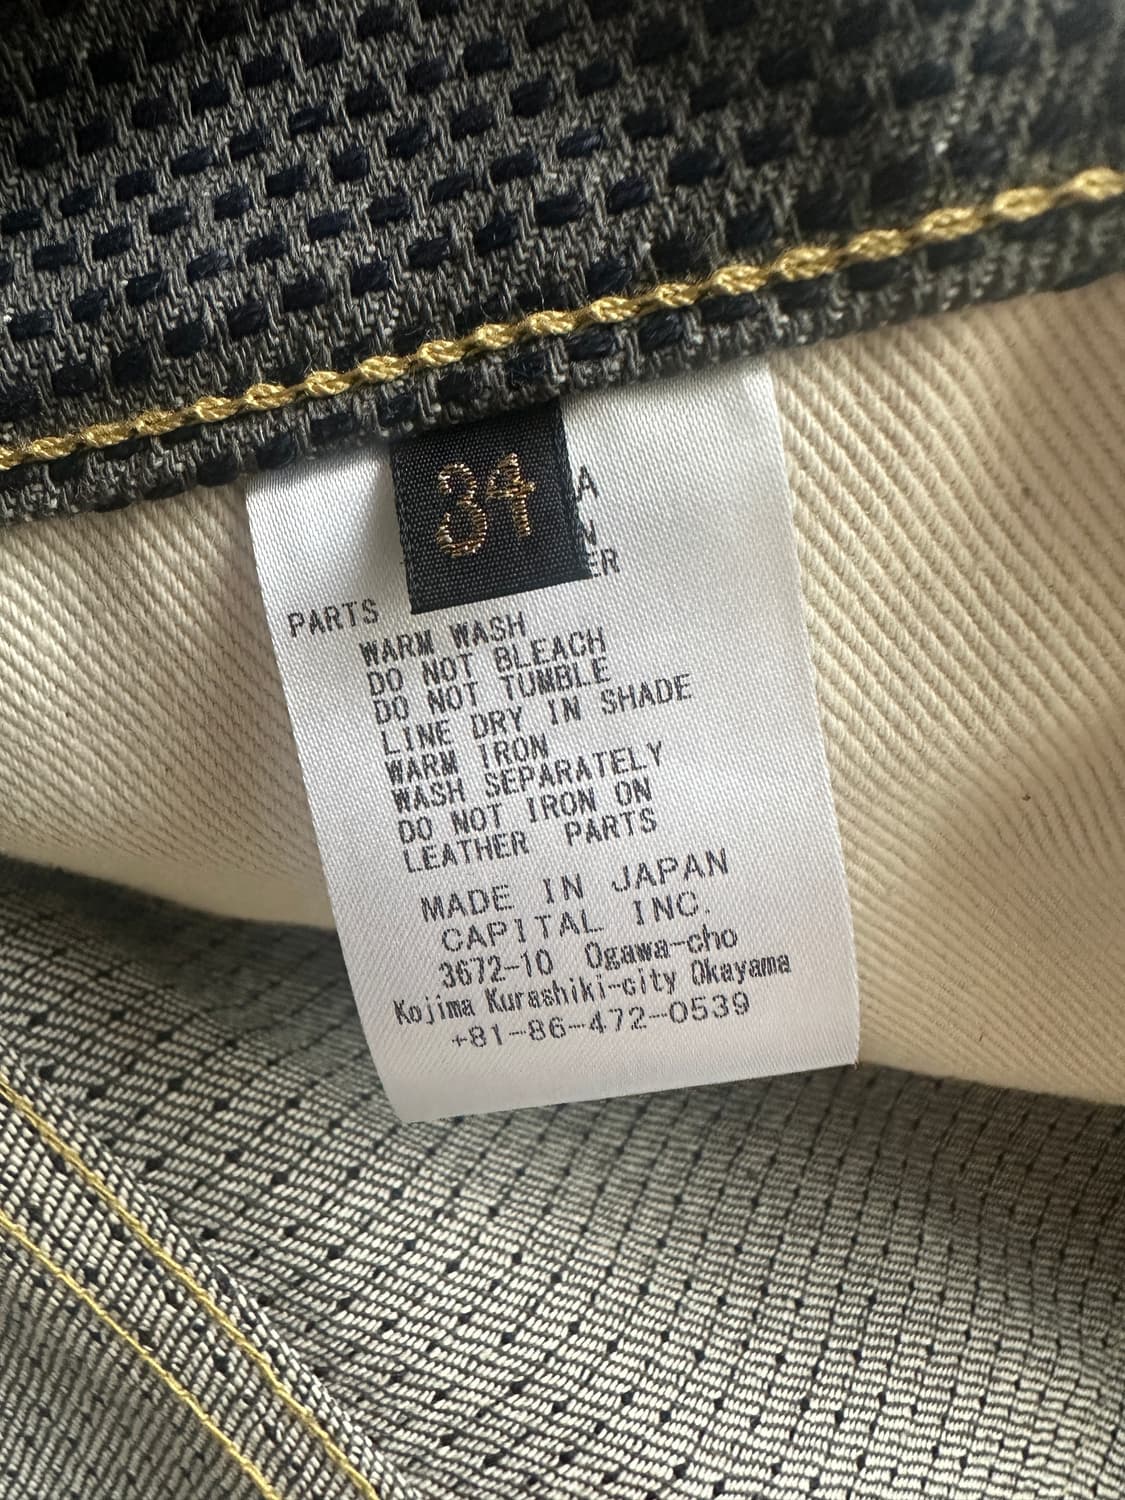 34
PARTS
WARM WASH
DO NOT BLEACH
DO NOT TUMBLE
LINE DRY IN SHADE
WARM IRON
WASH SEPARATELY
DO NOT IRON ON
LEATHER PARTS
MADE IN JAPAN
CAPITAL INC.
3672-10 Ogawa-cho
Kojima Kurashiki-city Okayama
+81-86-472-0539